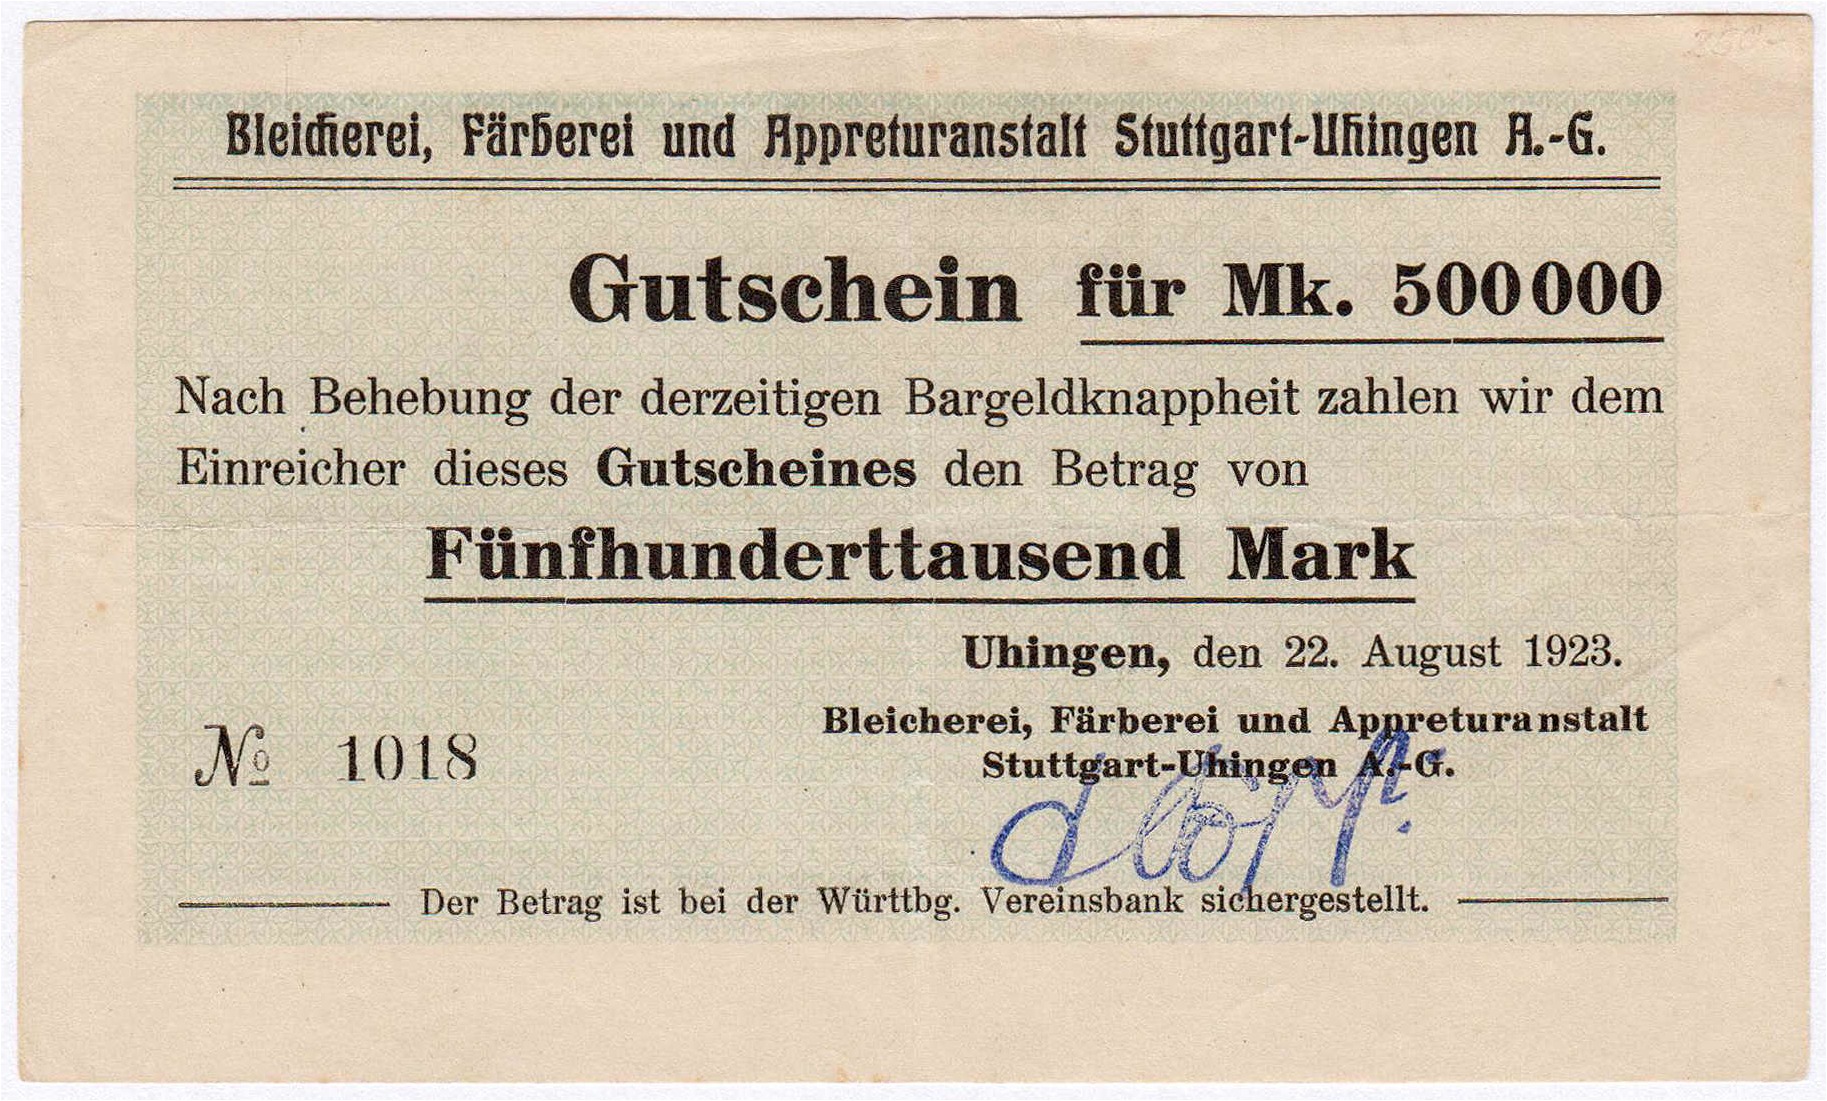 Bleicherei, Färberei und Appreturanstalt Stuttgart-Uhingen A.-G.
Gutschein für Mk. 500000
Nach Behebung der derzeitigen Bargeldknappheit zahlen wir dem
Einreicher dieses Gutscheines den Betrag von
Fünfhunderttausend Mark
Uhingen, den 22. August 1923.
Bleicherei, Färberei und Appreturanstalt
Stuttgart-Uhingen A.-G.
No 1018
Der Betrag ist bei der Württbg. Vereinsbank sichergestellt.